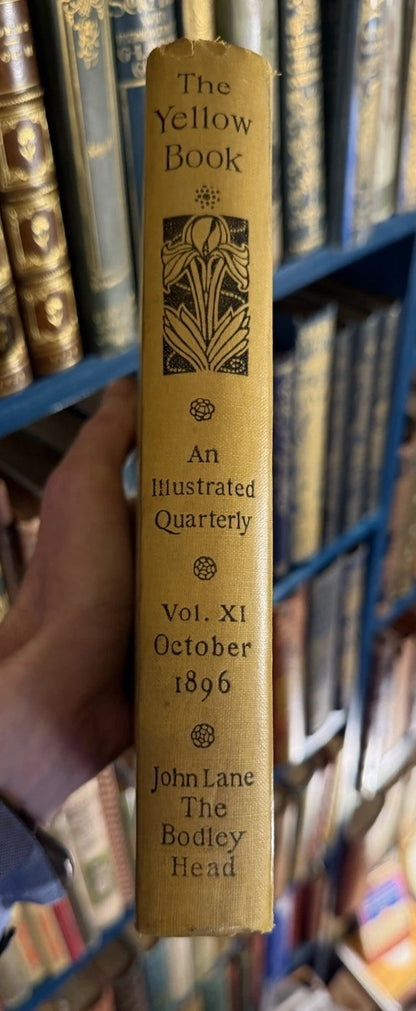 The
Yellow
Book
An
Illustrated
Quarterly
Vol. XI
October
1896
John Lane
The
Bodley
Head